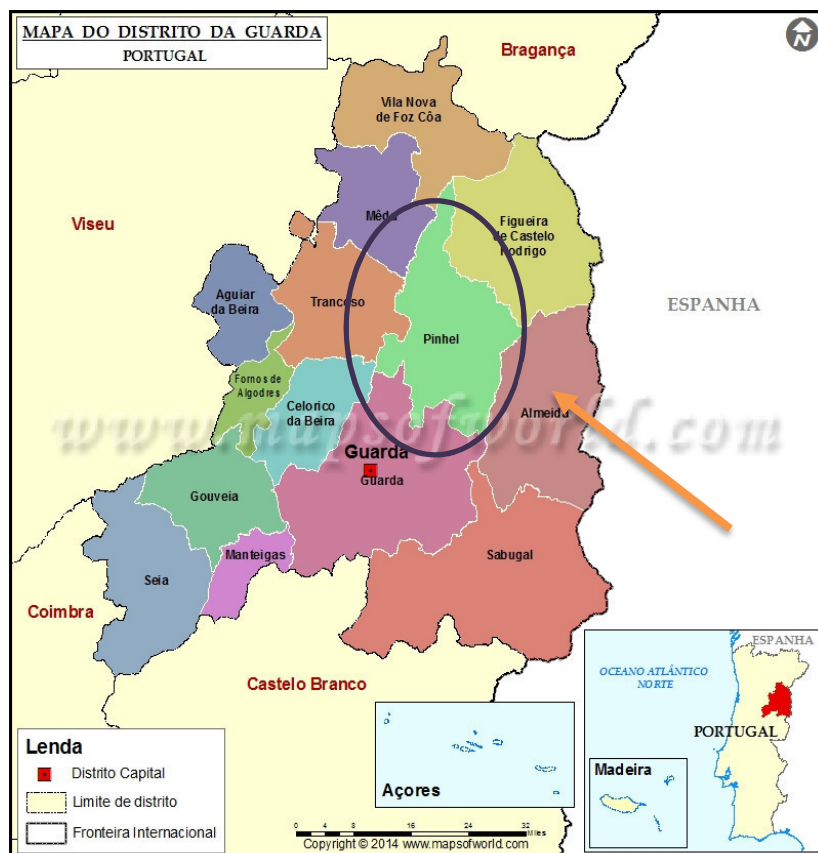 MAPA DO DISTRITO DA GUARDA
PORTUGAL
N
Bragança
Vila Nova
de Foz Côa
Mêda
Figueira
de Castelo
Rodrigo
Viseu
Aguiar
da Beira
Trancoso
ESPANHA
Pinhel
Fornos de
Algodres
Celorico
da Beira
Almeida
www.mapsofworld.com
Guarda
Guarda
Gouveia
Manteigas
Sabugal
Seia
Coimbra
Castelo Branco
Lenda
Distrito Capital
Limite de distrito
Fronteira Internacional
Açores
0 8 16 24 32
Miles
Copyright © 2014 www.mapsofworld.com
ESPANHA
OCEANO ATLÂNTICO
NORTE
PORTUGAL
Madeira